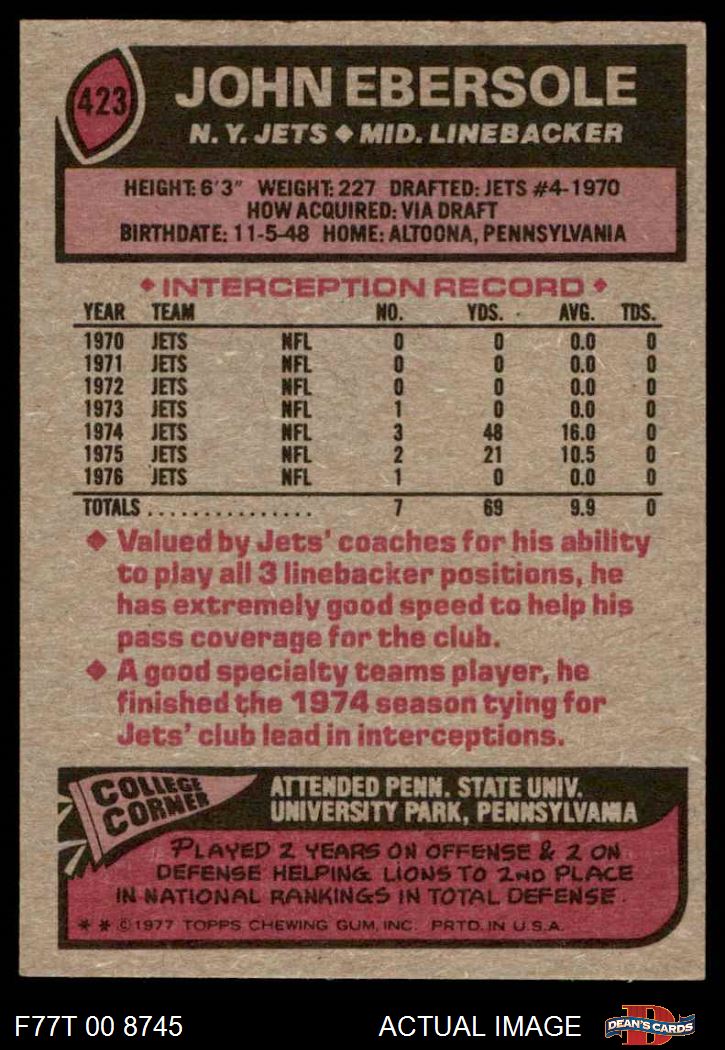 423
JOHN EBERSOLE
N.Y. JETS ◆ MID. LINEBACKER
HEIGHT: 6'3" WEIGHT: 227 DRAFTED: JETS #4-1970
HOW ACQUIRED: VIA DRAFT
BIRTHDATE: 11-5-48 HOME: ALTOONA, PENNSYLVANIA
◆ INTERCEPTION RECORD ◆
YEAR TEAM NO. YDS. AVG. TDS.
1970 JETS NFL 0 0 0.0 0
1971 JETS NFL 0 0 0.0 0
1972 JETS NFL 0 0 0.0 0
1973 JETS NFL 1 0 0.0 0
1974 JETS NFL 3 48 16.0 0
1975 JETS NFL 2 21 10.5 0
1976 JETS NFL 1 0 0.0 0
TOTALS............... 7 69 9.9 0
◆ Valued by Jets' coaches for his ability
to play all 3 linebacker positions, he
has extremely good speed to help his
pass coverage for the club.
◆ A good specialty teams player, he
finished the 1974 season tying for
Jets' club lead in interceptions.
COLLEGE
CORNER
ATTENDED PENN. STATE UNIV.
UNIVERSITY PARK, PENNSYLVAMIA
PLAYED 2 YEARS ON OFFENSE & 2 ON
DEFENSE HELPING LIONS TO 2ND PLACE
IN NATIONAL RANKINGS IN TOTAL DEFENSE.
* * © 1977 TOPPS CHEWING GUM, INC. PRTD. IN U.S.A.
F77T 00 8745
ACTUAL IMAGE
D
DEAN'S CARDS